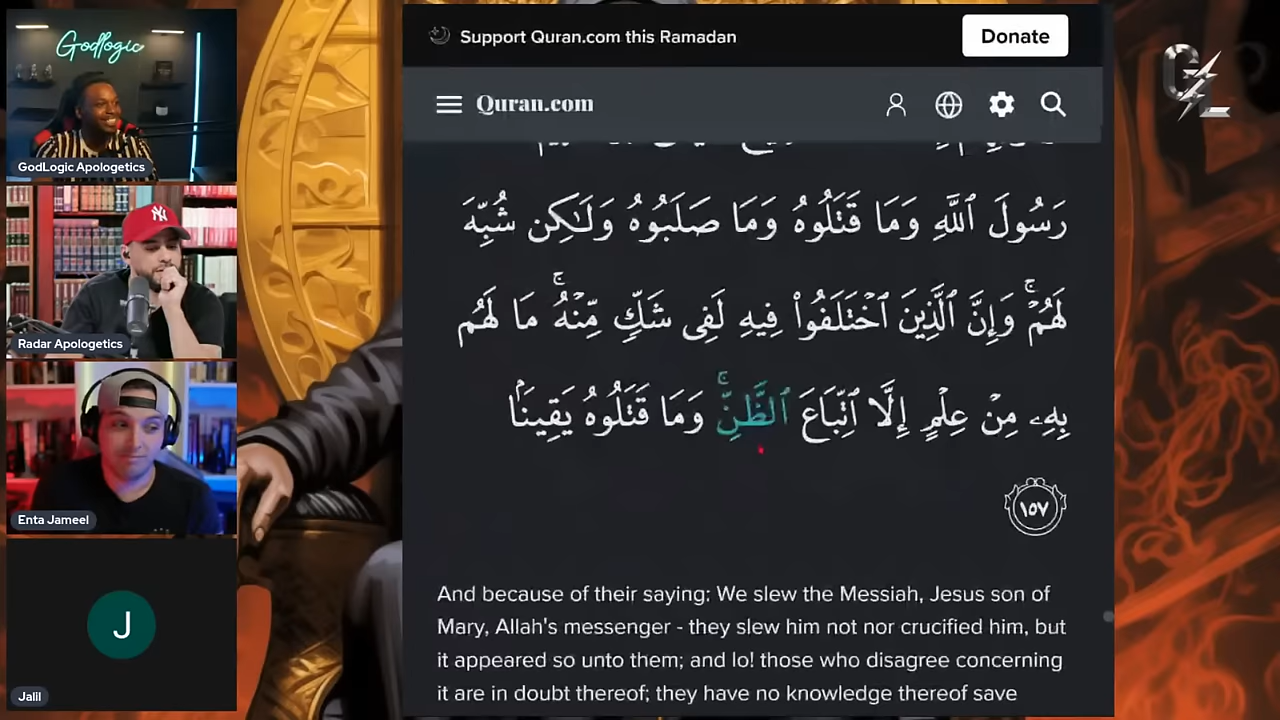 Godlogic
GodLogic Apologetics
Radar Apologetics
Enta Jameel
J
Jalil
Support Quran.com this Ramadan
Donate
Quran.com
رَسُولَ ٱللَّهِ وَمَا قَتَلُوهُ وَمَا صَلَبُوهُ وَلَـٰكِن شُبِّهَ
لَهُمْ ۚ وَإِنَّ ٱلَّذِينَ ٱخْتَلَفُوا۟ فِيهِ لَفِى شَكٍّۢ مِّنْهُ ۚ مَا لَهُم
بِهِۦ مِنْ عِلْمٍ إِلَّا ٱتِّبَاعَ ٱلظَّنِّ ۚ وَمَا قَتَلُوهُ يَقِينًۢا
١٥٧
And because of their saying: We slew the Messiah, Jesus son of
Mary, Allah's messenger - they slew him not nor crucified him, but
it appeared so unto them; and lo! those who disagree concerning
it are in doubt thereof; they have no knowledge thereof save
GL